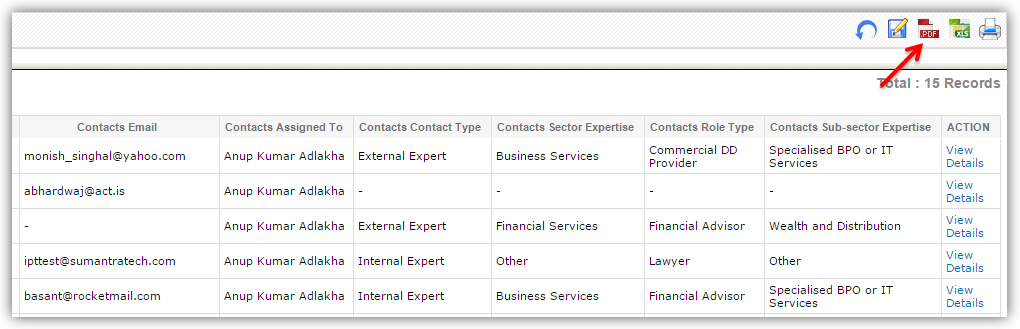 PDF XLS
Total : 15 Records
Contacts Email Contacts Assigned To Contacts Contact Type Contacts Sector Expertise Contacts Role Type Contacts Sub-sector Expertise ACTION
monish_singhal@yahoo.com Anup Kumar Adlakha External Expert Business Services Commercial DD Provider Specialised BPO or IT Services View Details
abhardwaj@act.is Anup Kumar Adlakha - - - - View Details
- Anup Kumar Adlakha External Expert Financial Services Financial Advisor Wealth and Distribution View Details
ipttest@sumantratech.com Anup Kumar Adlakha Internal Expert Other Lawyer Other View Details
basant@rocketmail.com Anup Kumar Adlakha Internal Expert Business Services Financial Advisor Specialised BPO or IT Services View Details